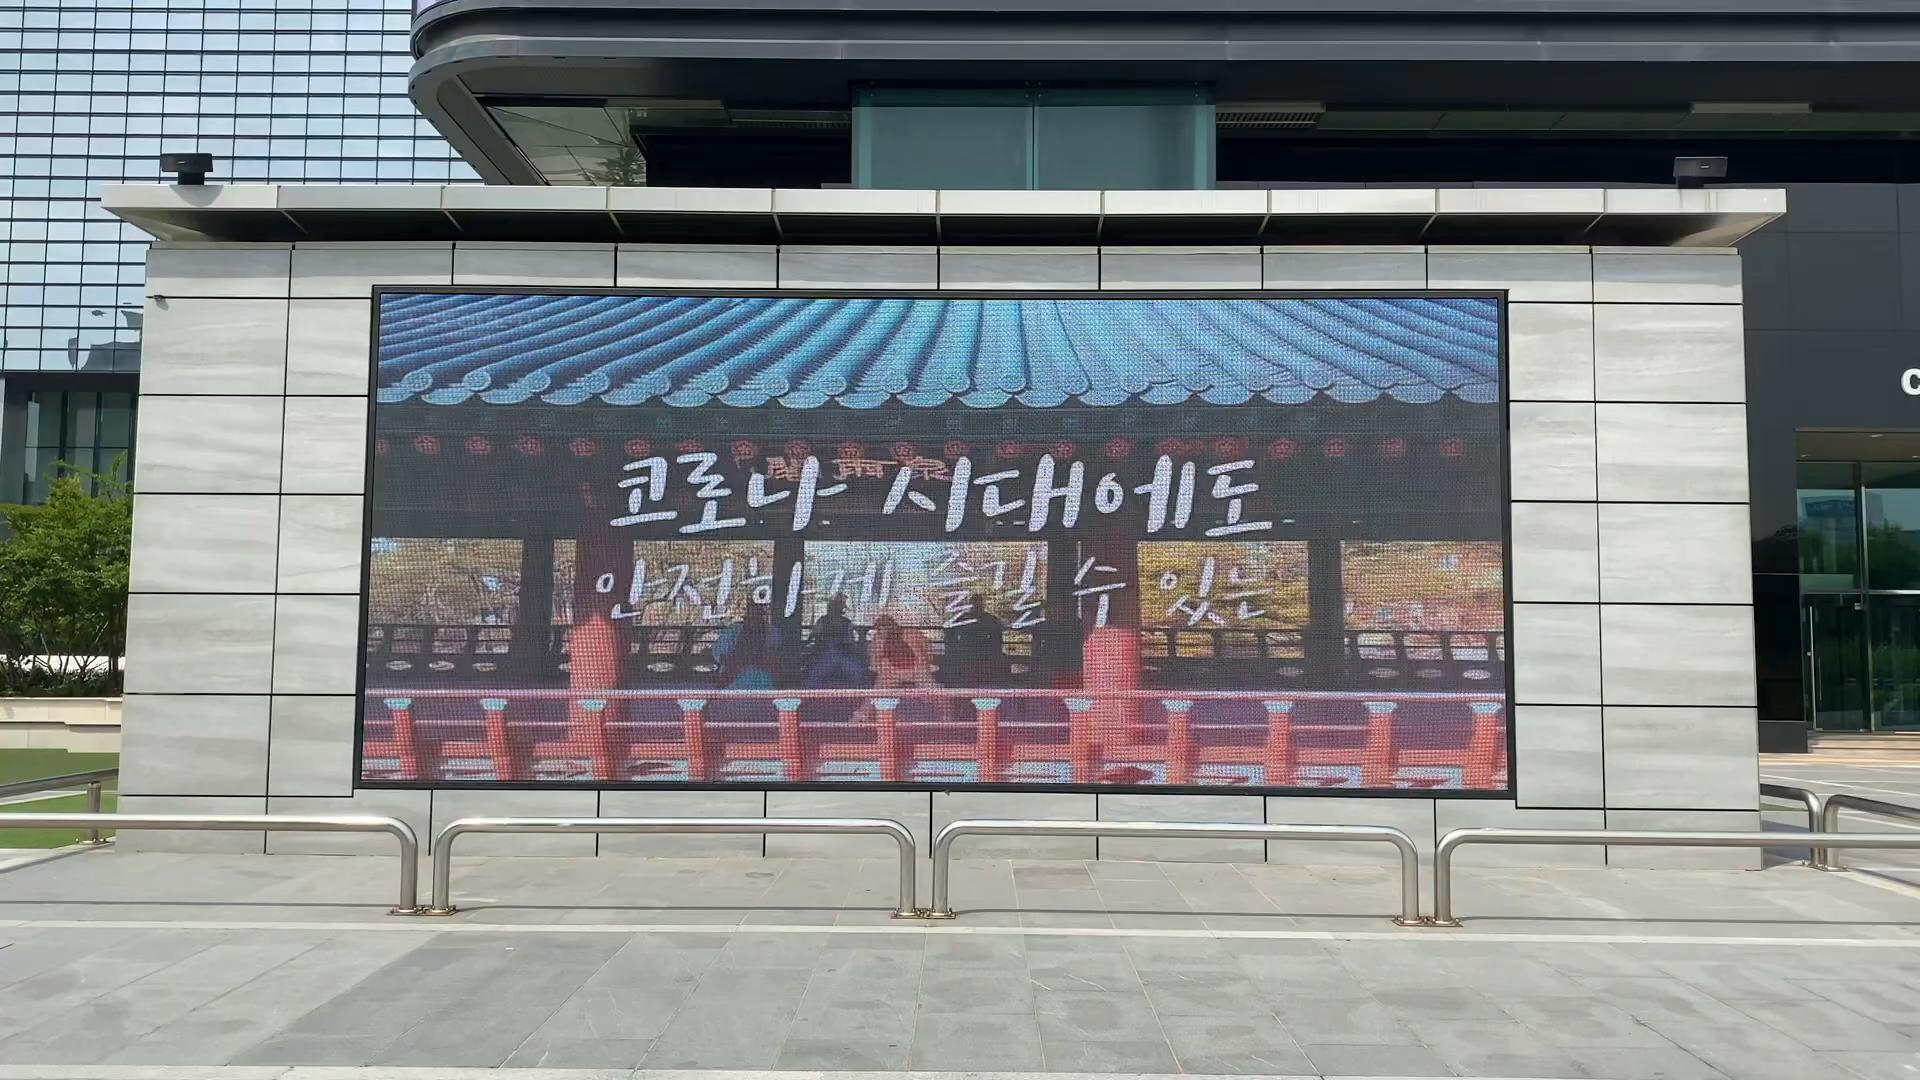 코로나 시대에도
안전하게 즐길 수 있는